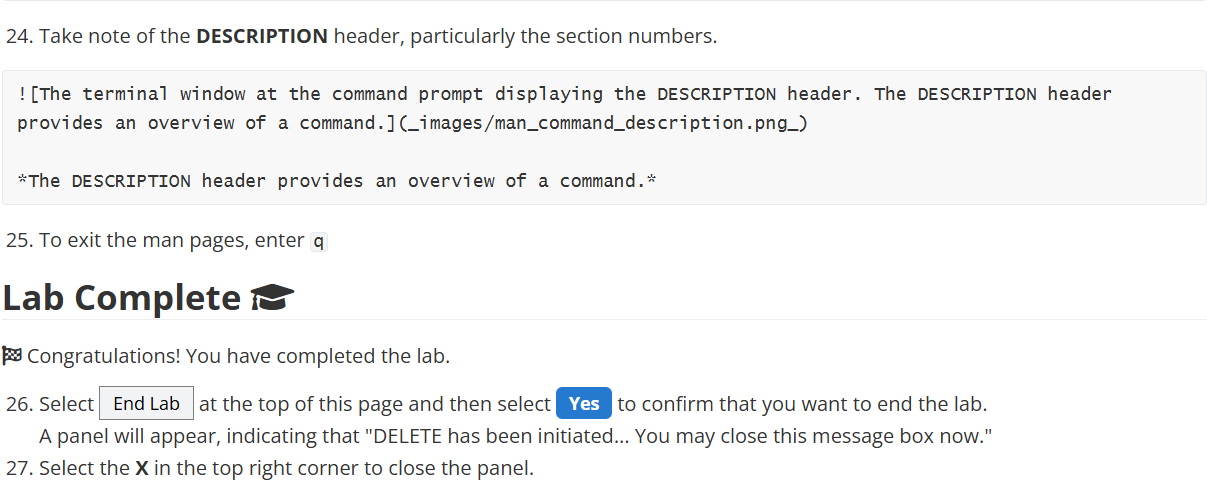 24. Take note of the DESCRIPTION header, particularly the section numbers.
![The terminal window at the command prompt displaying the DESCRIPTION header. The DESCRIPTION header
provides an overview of a command.](_images/man_command_description.png_)
*The DESCRIPTION header provides an overview of a command.*
25. To exit the man pages, enter q
Lab Complete
Congratulations! You have completed the lab.
26. Select End Lab at the top of this page and then select Yes to confirm that you want to end the lab.
A panel will appear, indicating that "DELETE has been initiated... You may close this message box now."
27. Select the X in the top right corner to close the panel.